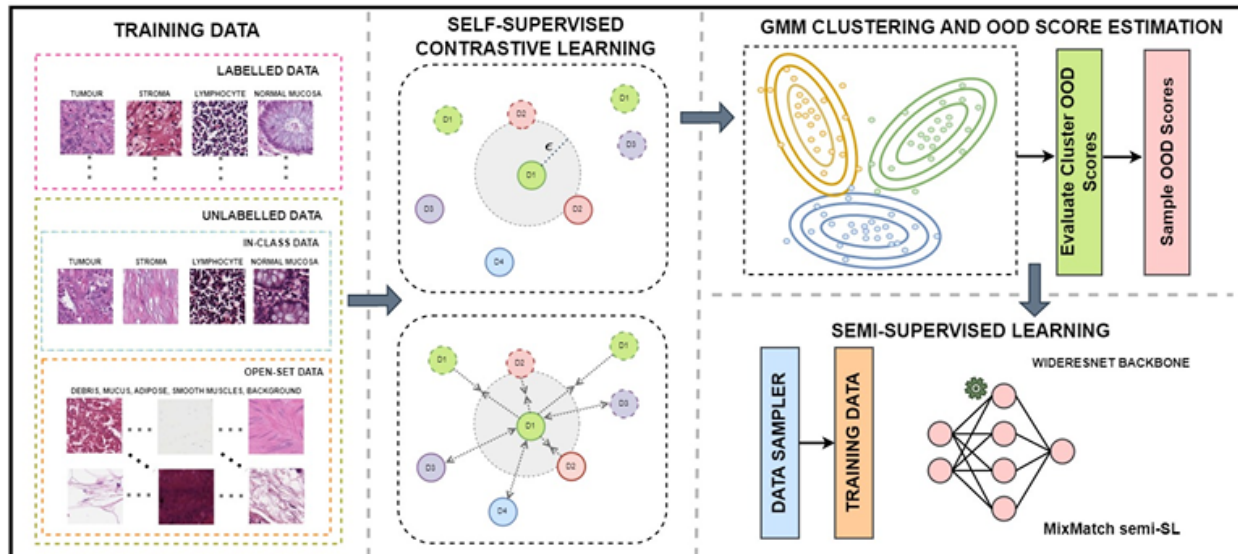 TRAINING DATA
LABELLED DATA
TUMOUR STROMA LYMPHOCYTE NORMAL MUCOSA
UNLABELLED DATA
IN-CLASS DATA
TUMOUR STROMA LYMPHOCYTE NORMAL MUCOSA
OPEN-SET DATA
DEBRIS, MUCUS, ADIPOSE, SMOOTH MUSCLES, BACKGROUND
SELF-SUPERVISED
CONTRASTIVE LEARNING
D1
D1
D2
D3
ϵ
D1
D3
D2
D4
D1
D2
D1
D3
D1
D3
D2
D4
GMM CLUSTERING AND OOD SCORE ESTIMATION
Evaluate Cluster OOD
Scores
Sample OOD Scores
SEMI-SUPERVISED LEARNING
DATA SAMPLER
TRAINING DATA
WIDERESNET BACKBONE
MixMatch semi-SL